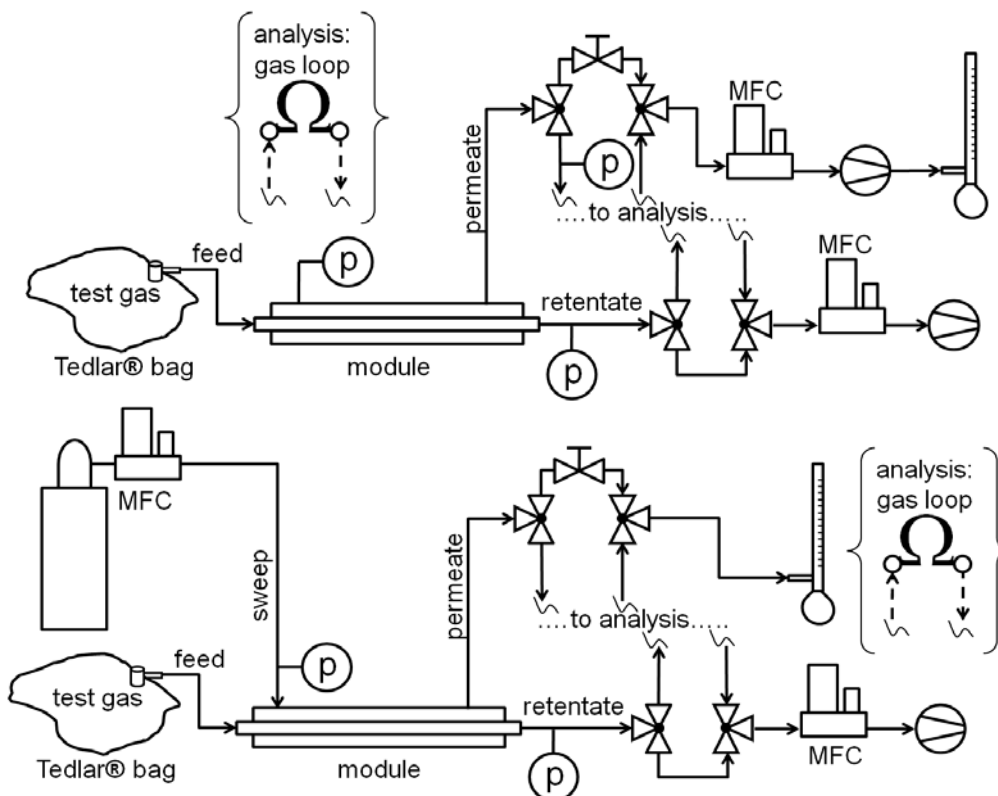 analysis:
gas loop
MFC
p
permeate
....to analysis.....
feed
p
MFC
test gas
retentate
Tedlar® bag
module
p
MFC
analysis:
gas loop
sweep
permeate
....to analysis.....
feed
p
test gas
retentate
Tedlar® bag
module
p
MFC